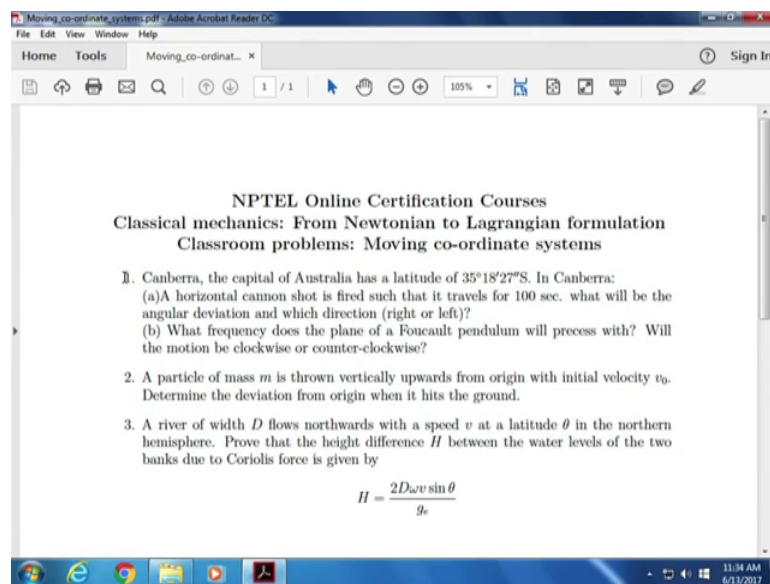 Moving_co-ordinate_systems.pdf - Adobe Acrobat Reader DC
File Edit View Window Help
Home Tools Moving_co-ordinat... × ? Sign In
1 / 1 105%
NPTEL Online Certification Courses
Classical mechanics: From Newtonian to Lagrangian formulation
Classroom problems: Moving co-ordinate systems
1. Canberra, the capital of Australia has a latitude of 35°18′27″S. In Canberra:
(a)A horizontal cannon shot is fired such that it travels for 100 sec. what will be the
angular deviation and which direction (right or left)?
(b) What frequency does the plane of a Foucault pendulum will precess with? Will
the motion be clockwise or counter-clockwise?
2. A particle of mass m is thrown vertically upwards from origin with initial velocity v₀.
Determine the deviation from origin when it hits the ground.
3. A river of width D flows northwards with a speed v at a latitude θ in the northern
hemisphere. Prove that the height difference H between the water levels of the two
banks due to Coriolis force is given by
H = 2Dωv sin θ / gₑ
11:34 AM
6/13/2017